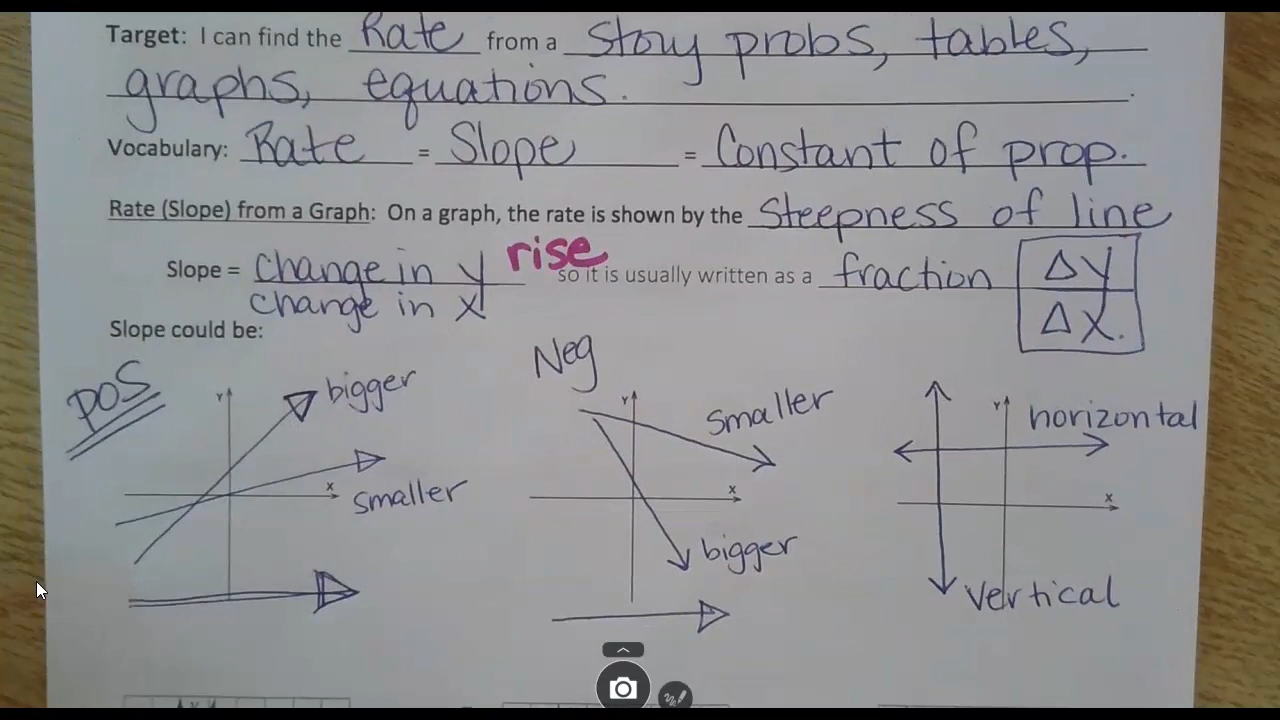 Target: I can find the Rate from a Story probs, tables,
graphs, equations.
Vocabulary: Rate = Slope = Constant of prop.
Rate (Slope) from a Graph: On a graph, the rate is shown by the Steepness of line
Slope = change in y rise so it is usually written as a fraction Δy
change in x Δx.
Slope could be:
POS
Y
bigger
X
smaller
Neg
Y
smaller
X
bigger
Y
horizontal
X
vertical